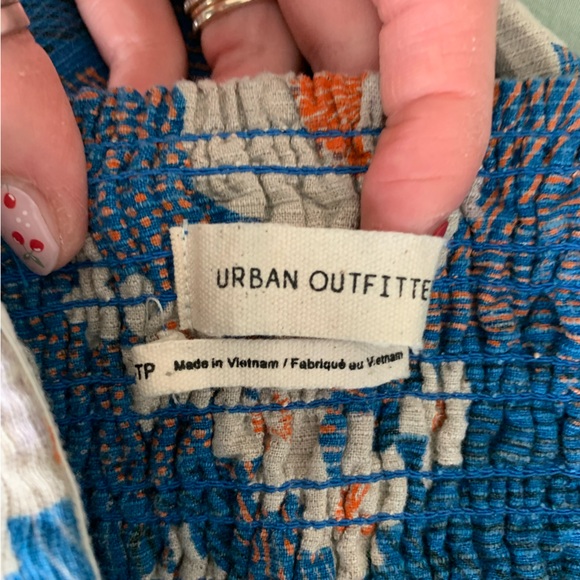 URBAN OUTFITTE
TP Made in Vietnam / Fabriqué au Vietnam